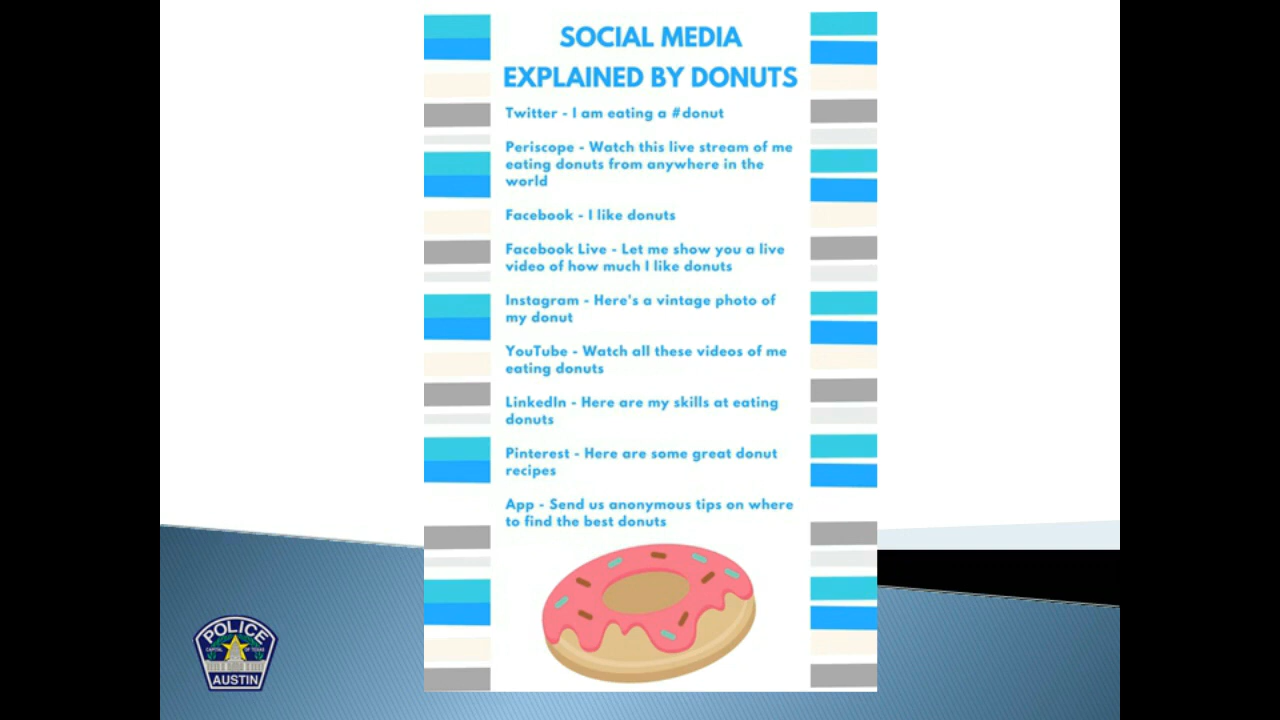 SOCIAL MEDIA
EXPLAINED BY DONUTS
Twitter - I am eating a #donut
Periscope - Watch this live stream of me
eating donuts from anywhere in the
world
Facebook - I like donuts
Facebook Live - Let me show you a live
video of how much I like donuts
Instagram - Here's a vintage photo of
my donut
YouTube - Watch all these videos of me
eating donuts
LinkedIn - Here are my skills at eating
donuts
Pinterest - Here are some great donut
recipes
App - Send us anonymous tips on where
to find the best donuts
POLICE
CAPITAL OF TEXAS
AUSTIN